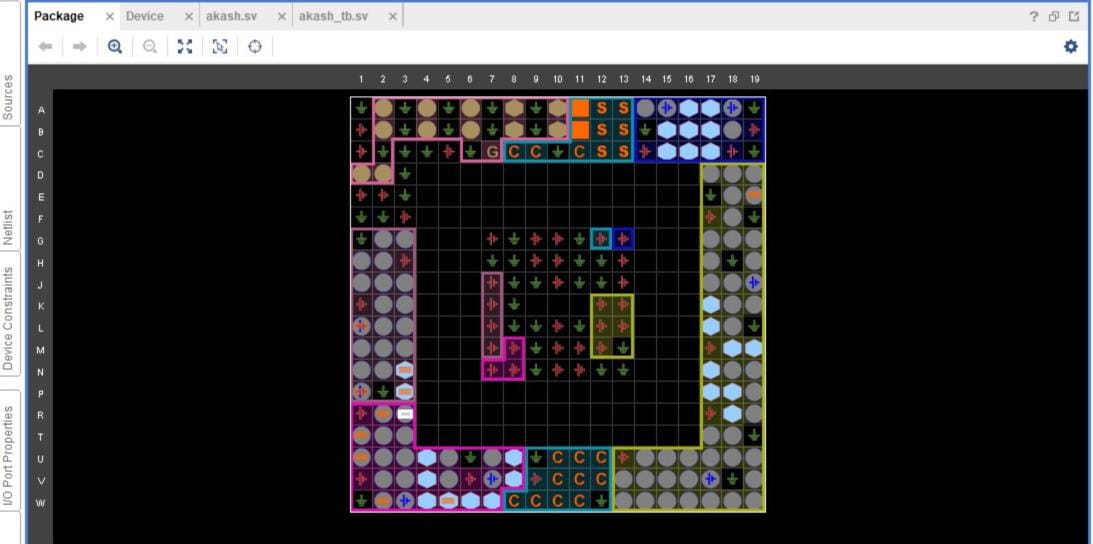 Package × Device × akash.sv × akash_tb.sv ×
?
Sources
Netlist
Device Constraints
I/O Port Properties
1 2 3 4 5 6 7 8 9 10 11 12 13 14 15 16 17 18 19
A S S
B S S
C G C C C S S
D
E
F
G
H
J
K
L
M
N
P
R
T
U C C C
V C C C
W C C C C